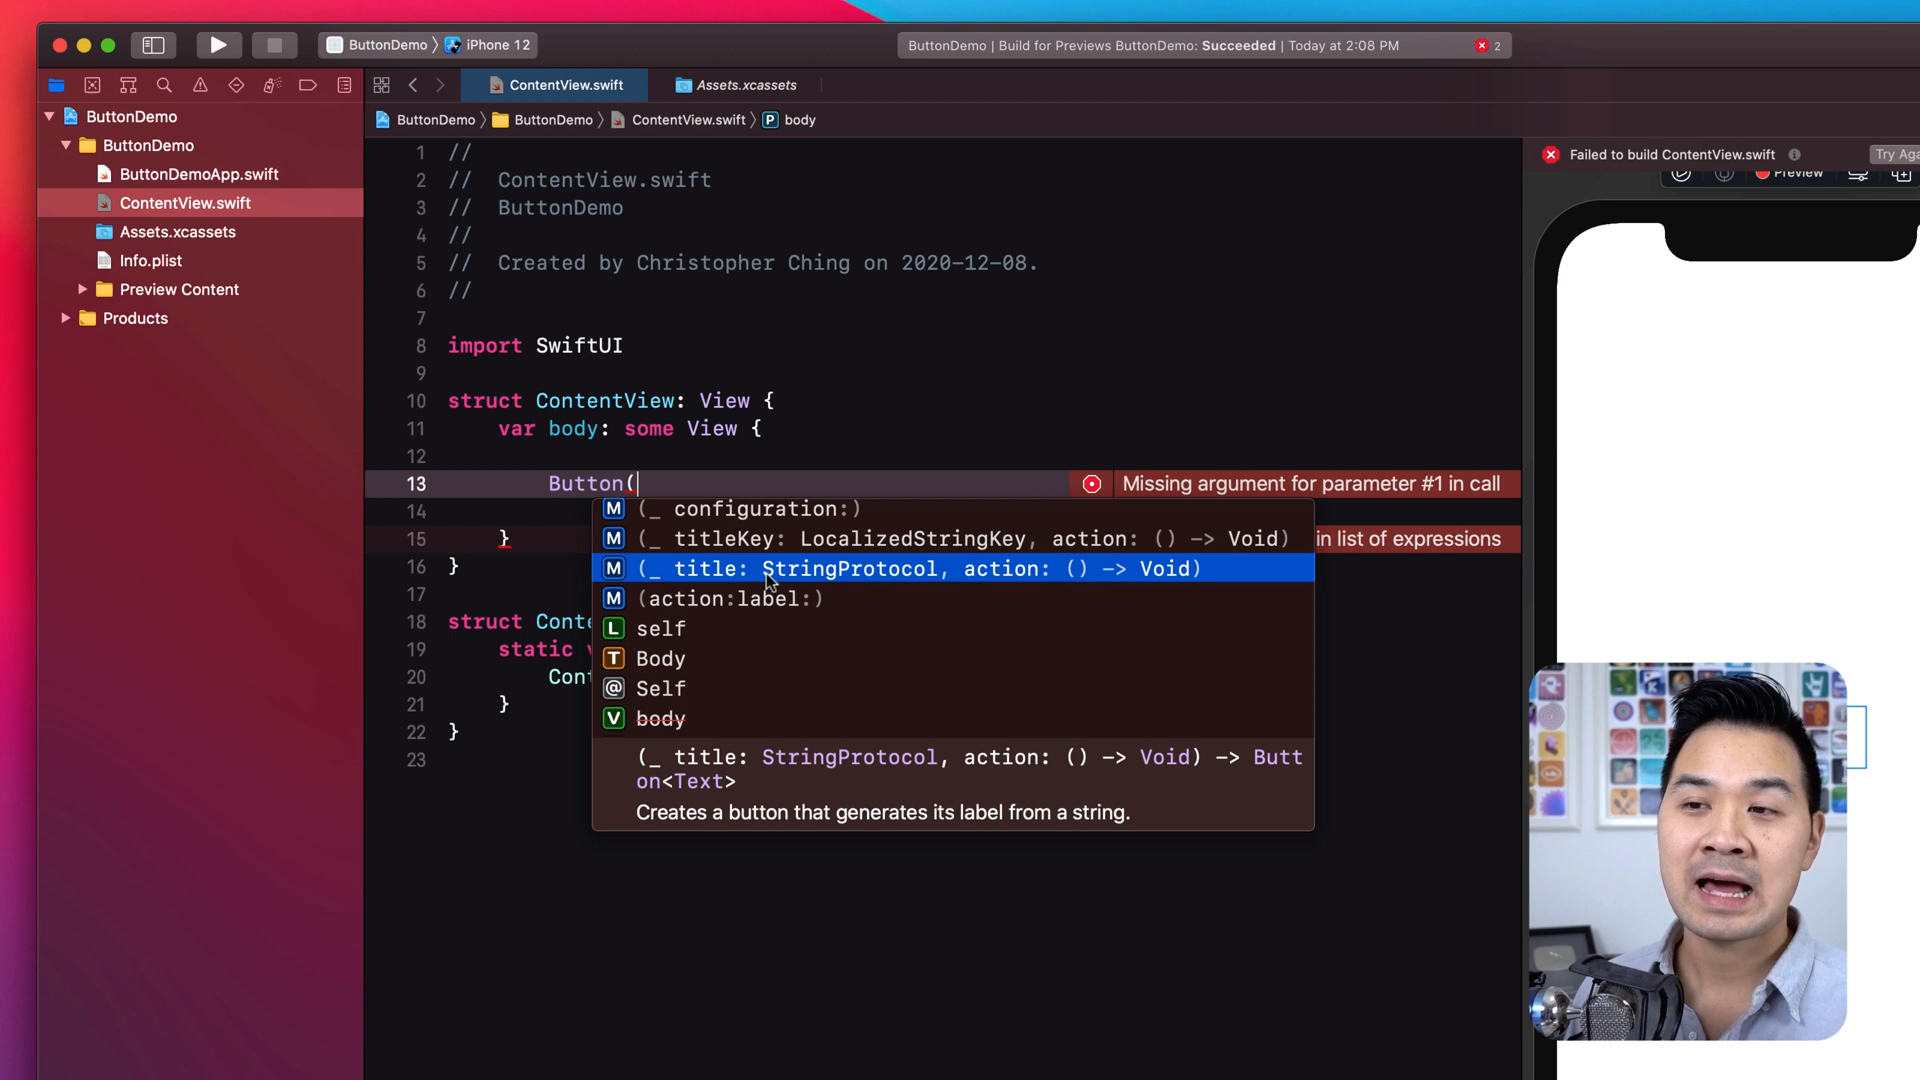 ButtonDemo 〉 iPhone 12
ButtonDemo | Build for Previews ButtonDemo: Succeeded | Today at 2:08 PM
2
ContentView.swift
Assets.xcassets
ButtonDemo 〉 ButtonDemo 〉 ContentView.swift 〉 P body
ButtonDemo
ButtonDemo
ButtonDemoApp.swift
ContentView.swift
Assets.xcassets
Info.plist
Preview Content
Products
1 //
2 // ContentView.swift
3 // ButtonDemo
4 //
5 // Created by Christopher Ching on 2020-12-08.
6 //
7
8 import SwiftUI
9
10 struct ContentView: View {
11 var body: some View {
12
13 Button(
Missing argument for parameter #1 in call
14
15 }
in list of expressions
16 }
17
18 struct Conte
19 static v
20 Cont
21 }
22 }
23
M (_ configuration:)
M (_ titleKey: LocalizedStringKey, action: () -> Void)
M (_ title: StringProtocol, action: () -> Void)
M (action:label:)
L self
T Body
@ Self
V body
(_ title: StringProtocol, action: () -> Void) -> Butt
on<Text>
Creates a button that generates its label from a string.
Failed to build ContentView.swift
Try Aga
Preview